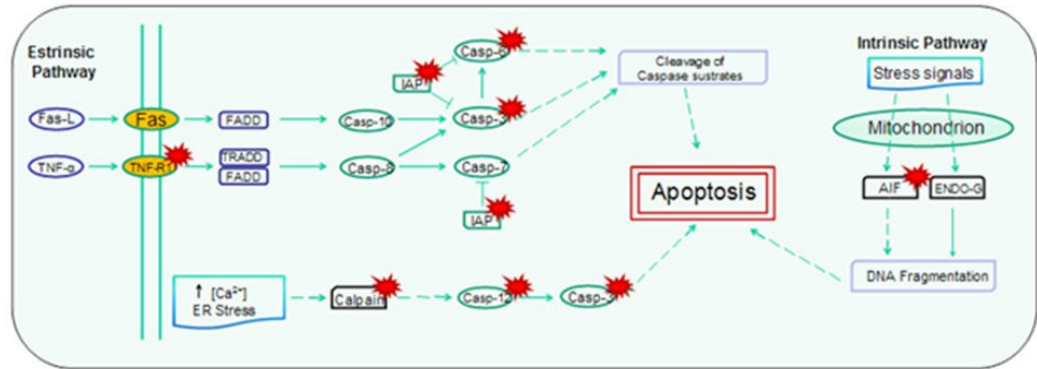 Estrinsic
Pathway
Fas-L
Fas
FADD
Casp-10
TNF-α
TNF-R1
TRADD
FADD
Casp-8
IAP
Casp-6
Casp-3
Casp-7
IAP
Cleavage of
Caspase sustrates
Apoptosis
↑ [Ca²⁺]
ER Stress
Calpain
Casp-12
Casp-3
Intrinsic Pathway
Stress signals
Mitochondrion
AIF
ENDO-G
DNA Fragmentation